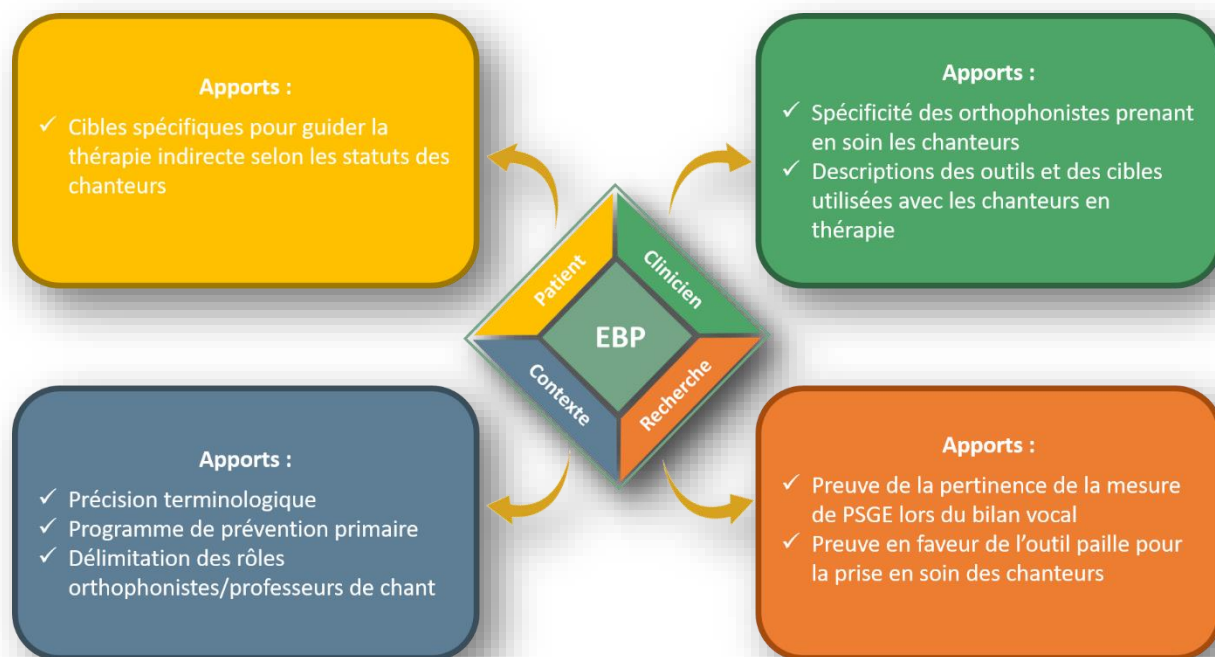 Apports :
✓ Cibles spécifiques pour guider la
thérapie indirecte selon les statuts des
chanteurs
Apports :
✓ Spécificité des orthophonistes prenant
en soin les chanteurs
✓ Descriptions des outils et des cibles
utilisées avec les chanteurs en
thérapie
Patient
Clinicien
EBP
Contexte
Recherche
Apports :
✓ Précision terminologique
✓ Programme de prévention primaire
✓ Délimitation des rôles
orthophonistes/professeurs de chant
Apports :
✓ Preuve de la pertinence de la mesure
de PSGE lors du bilan vocal
✓ Preuve en faveur de l’outil paille pour
la prise en soin des chanteurs